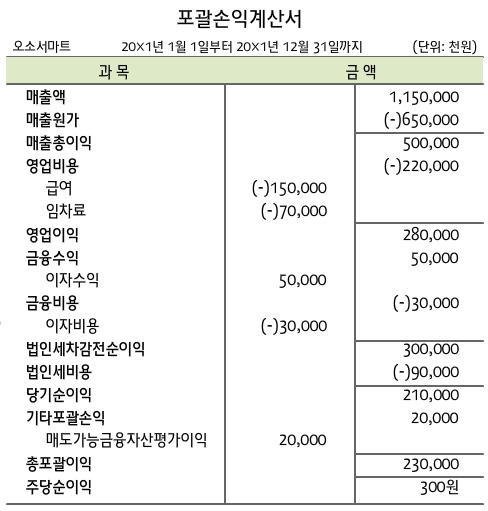 포괄손익계산서
오소서마트 20×1년 1월 1일부터 20×1년 12월 31일까지 (단위: 천원)
과 목 금 액
매출액 1,150,000
매출원가 (-)650,000
매출총이익 500,000
영업비용 (-)220,000
급여 (-)150,000
임차료 (-)70,000
영업이익 280,000
금융수익 50,000
이자수익 50,000
금융비용 (-)30,000
이자비용 (-)30,000
법인세차감전순이익 300,000
법인세비용 (-)90,000
당기순이익 210,000
기타포괄손익 20,000
매도가능금융자산평가이익 20,000
총포괄이익 230,000
주당순이익 300원